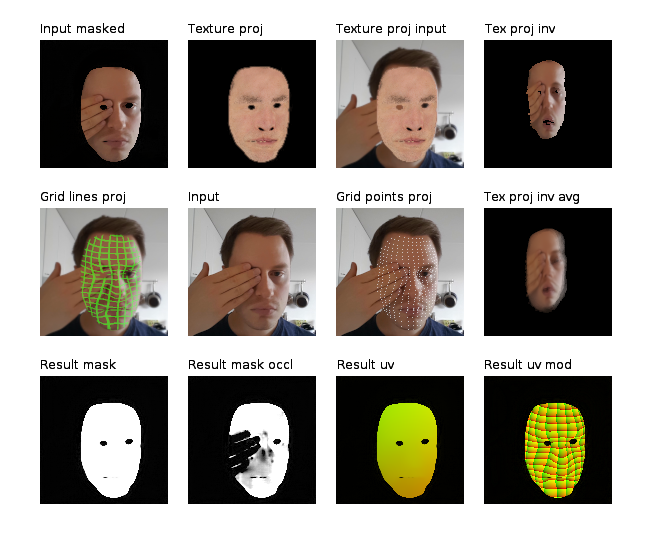 Input masked
Texture proj
Texture proj input
Tex proj inv
Grid lines proj
Input
Grid points proj
Tex proj inv avg
Result mask
Result mask occl
Result uv
Result uv mod